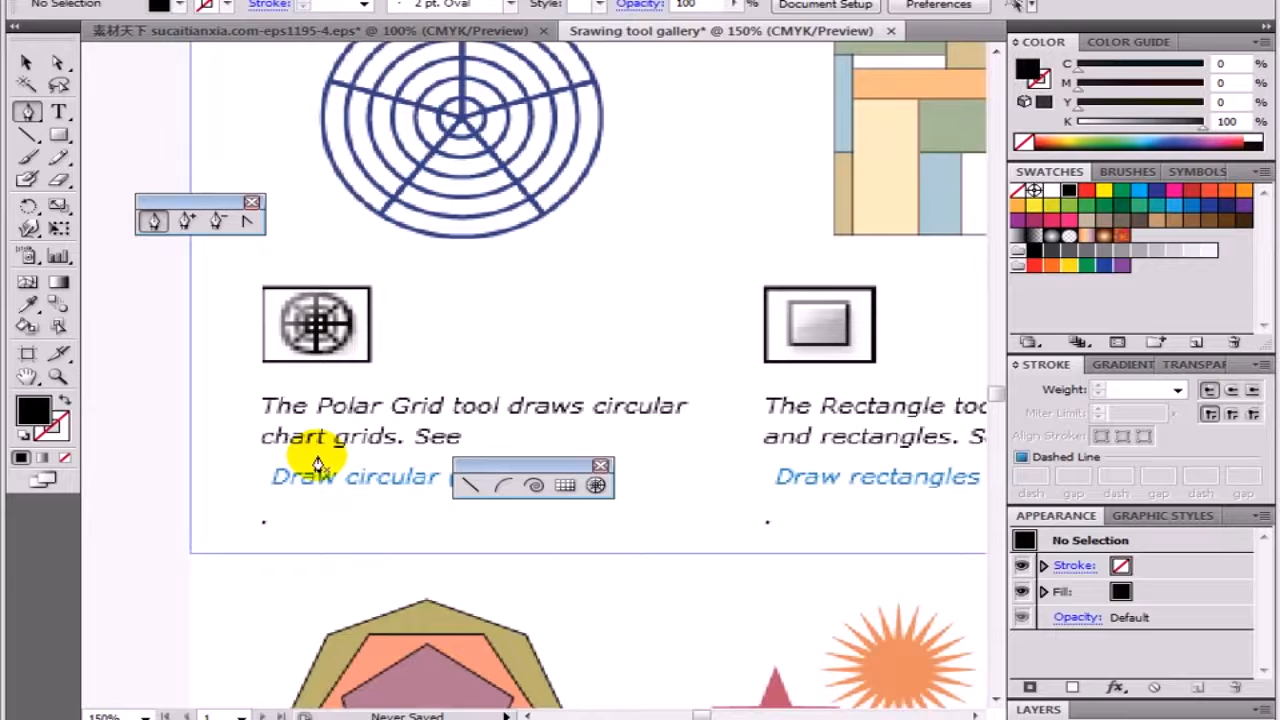 No Selection
Stroke:
2 pt. Oval
Style:
Opacity:
100
%
Document Setup
Preferences
素材天下 sucaitianxia.com-eps1195-4.eps* @ 100% (CMYK/Preview)
Srawing tool gallery* @ 150% (CMYK/Preview)
COLOR
COLOR GUIDE
C
0
%
M
0
%
Y
0
%
K
100
%
SWATCHES
BRUSHES
SYMBOLS
The Polar Grid tool draws circular
chart grids. See
Draw circular
.
The Rectangle
and rectangles.
Draw rectangles
.
STROKE
GRADIENT
Weight:
Miter Limit:
x
Align Stroke:
Dashed Line
dash
gap
dash
gap
dash
gap
APPEARANCE
GRAPHIC STYLES
No Selection
Stroke:
Fill:
Opacity:
Default
LAYERS
150%
1
Never Saved